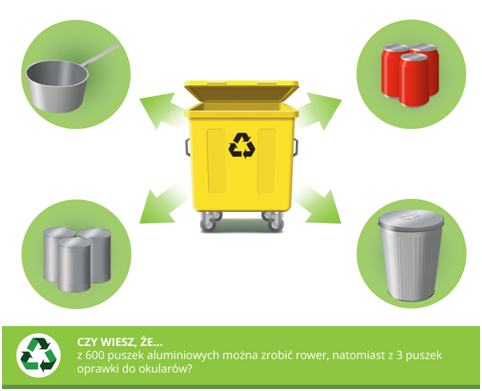 CZY WIESZ, ŻE...
z 600 puszek aluminiowych można zrobić rower, natomiast z 3 puszek
oprawki do okularów?